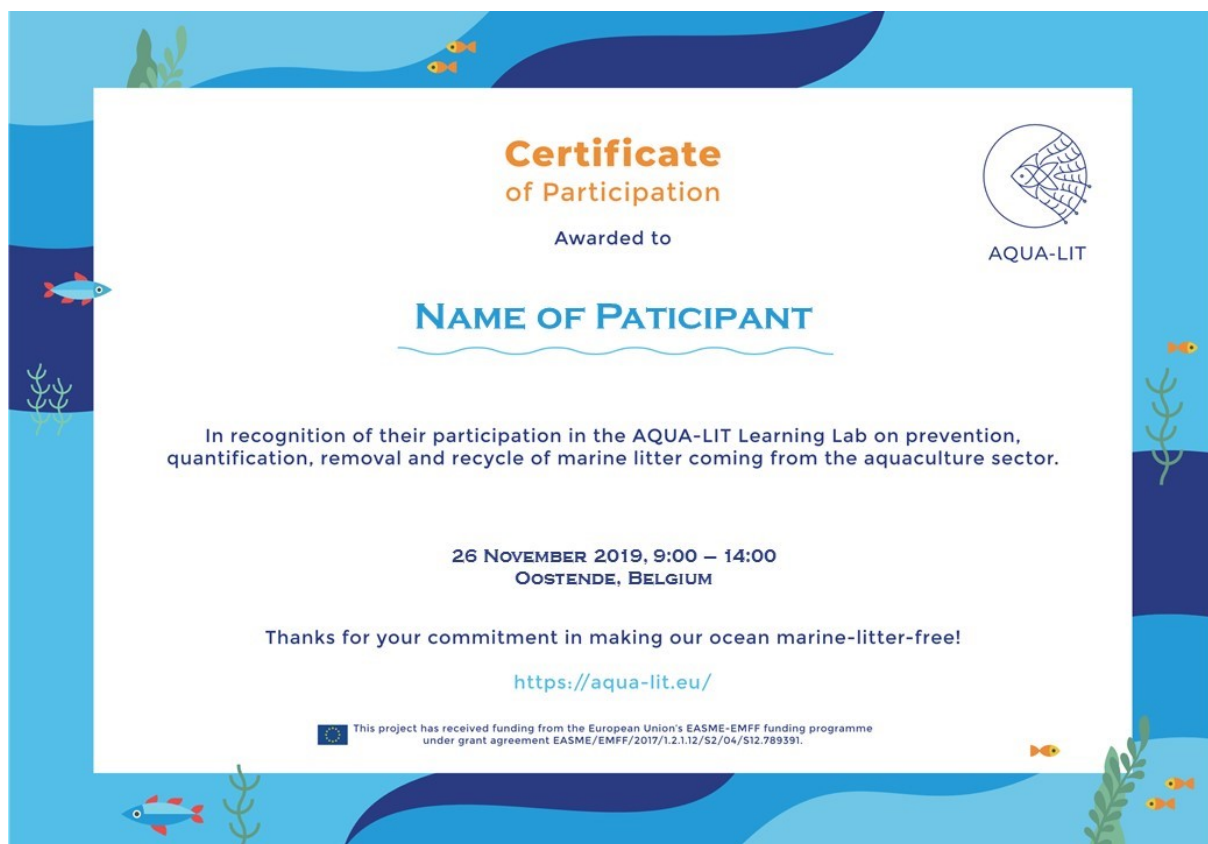 Certificate
of Participation
Awarded to
AQUA-LIT
NAME OF PATICIPANT
In recognition of their participation in the AQUA-LIT Learning Lab on prevention,
quantification, removal and recycle of marine litter coming from the aquaculture sector.
26 NOVEMBER 2019, 9:00 – 14:00
OOSTENDE, BELGIUM
Thanks for your commitment in making our ocean marine-litter-free!
https://aqua-lit.eu/
This project has received funding from the European Union's EASME-EMFF funding programme
under grant agreement EASME/EMFF/2017/1.2.1.12/S2/04/S12.789391.